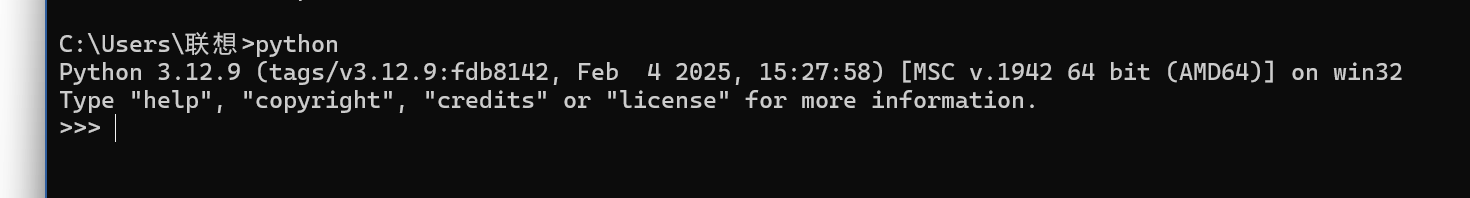 C:\Users\联想>python
Python 3.12.9 (tags/v3.12.9:fdb8142, Feb  4 2025, 15:27:58) [MSC v.1942 64 bit (AMD64)] on win32
Type "help", "copyright", "credits" or "license" for more information.
>>>